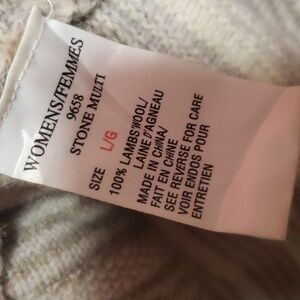 WOMENS/FEMMES
9658
STONE MULTI
SIZE L/G
100% LAMBSWOOL/
LAINE D'AGNEAU
MADE IN CHINA/
FAIT EN CHINE
SEE REVERSE FOR CARE
VOIR ENDOS POUR
ENTRETIEN